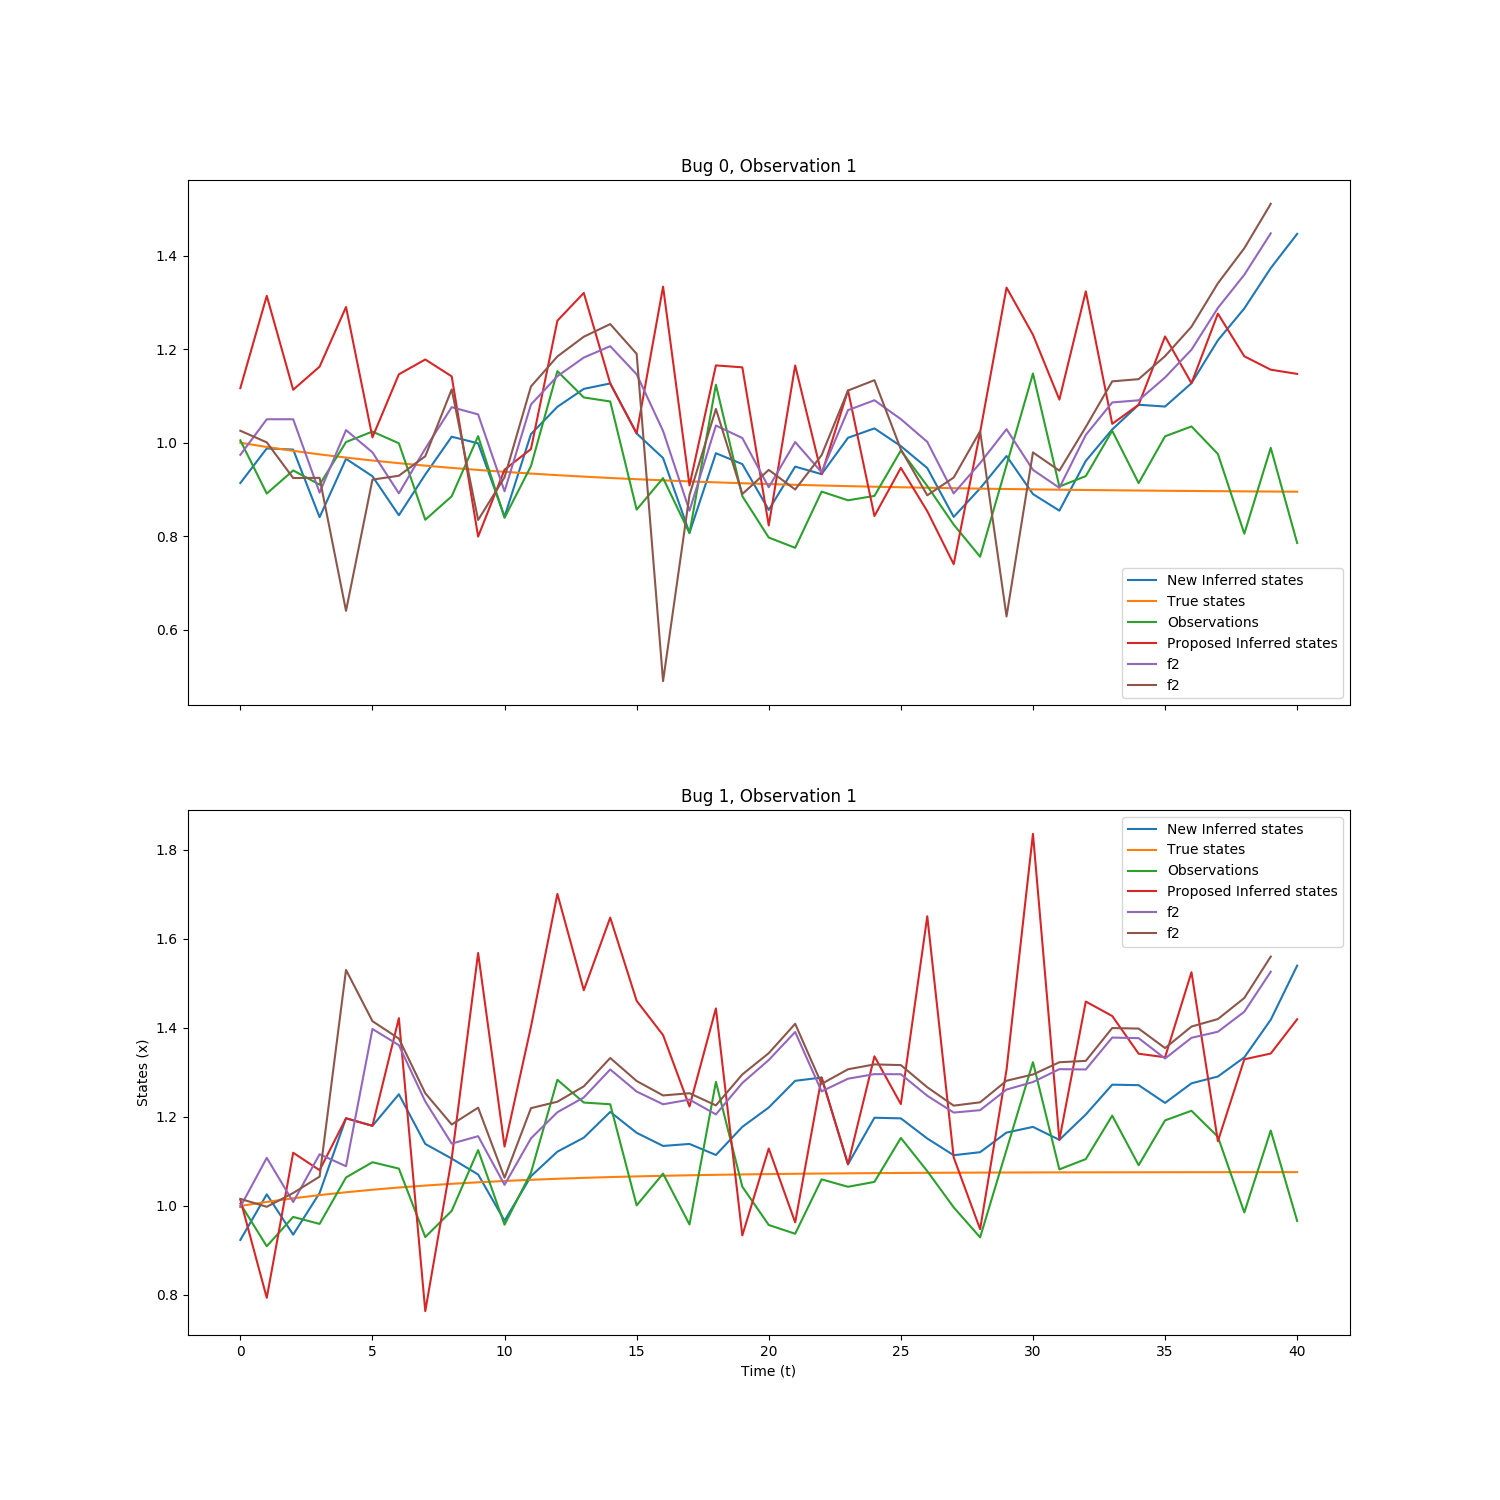 Bug 0, Observation 1
1.4
1.2
1.0
0.8
0.6
New Inferred states
True states
Observations
Proposed Inferred states
f2
f2
Bug 1, Observation 1
1.8
1.6
1.4
1.2
1.0
0.8
States (x)
New Inferred states
True states
Observations
Proposed Inferred states
f2
f2
0 5 10 15 20 25 30 35 40
Time (t)